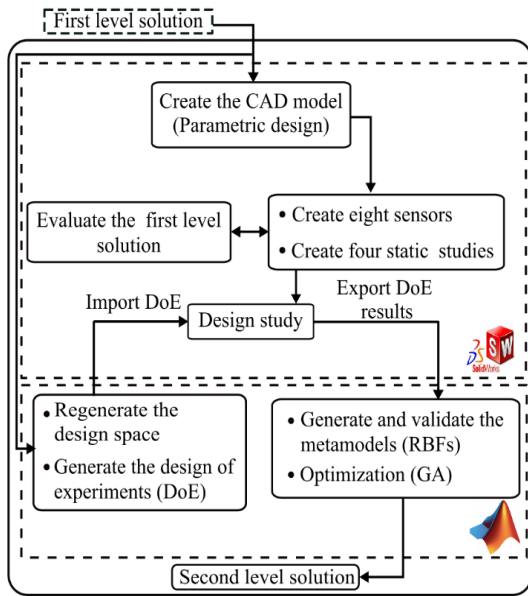 First level solution
Create the CAD model
(Parametric design)
Evaluate the first level
solution
• Create eight sensors
• Create four static studies
Import DoE
Design study
Export DoE
results
SW
SolidWorks
• Regenerate the
design space
• Generate the design of
experiments (DoE)
• Generate and validate the
metamodels (RBFs)
• Optimization (GA)
Second level solution